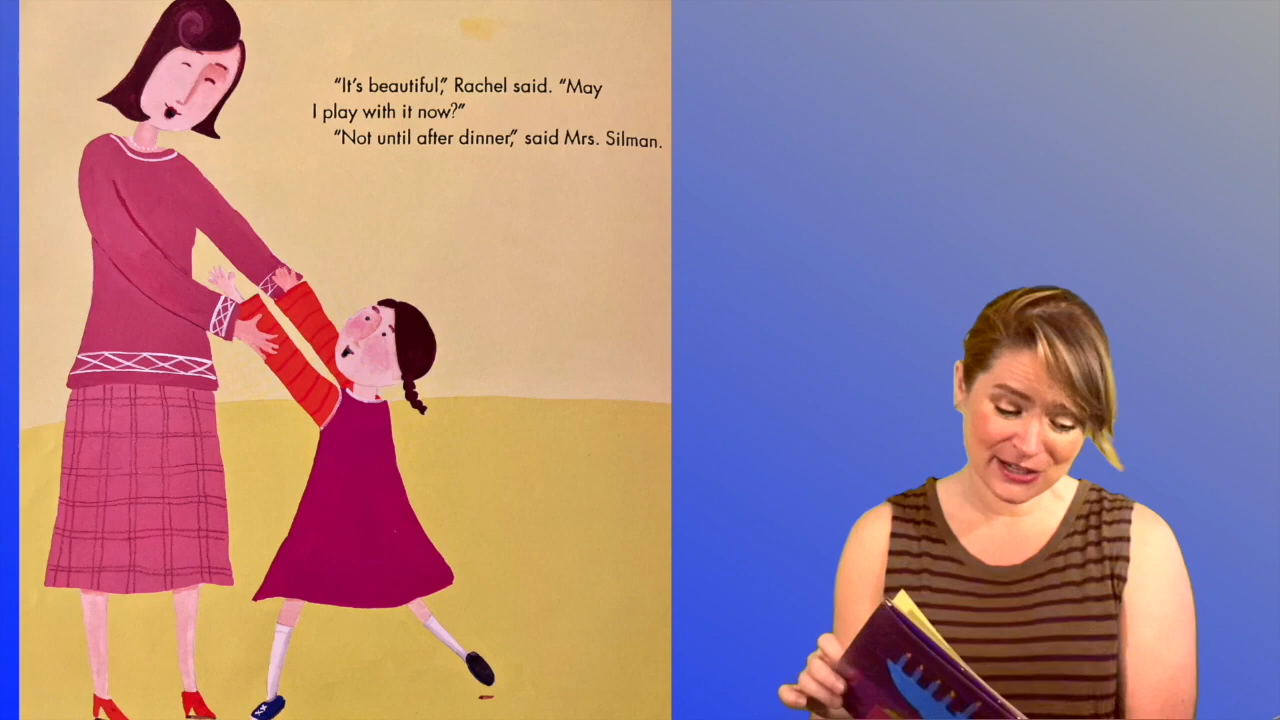 “It’s beautiful,” Rachel said. “May
I play with it now?”
“Not until after dinner,” said Mrs. Silman.